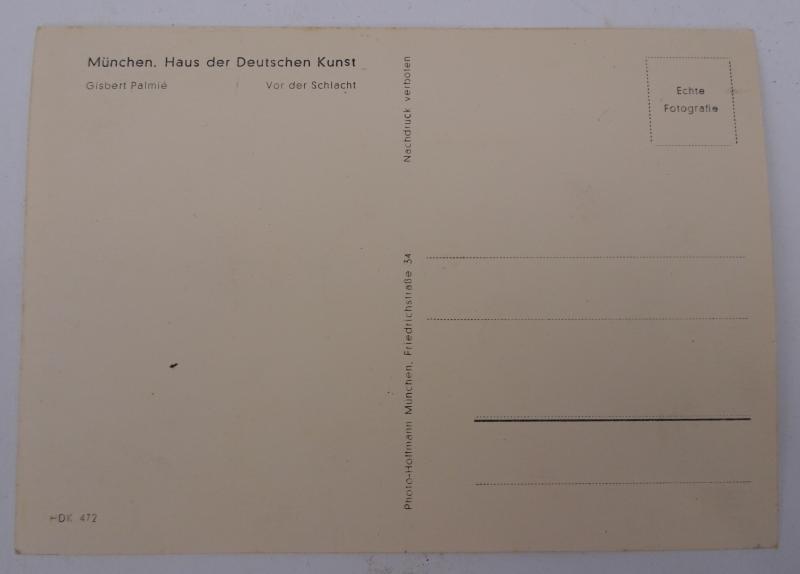 München. Haus der Deutschen Kunst
Gisbert Palmié Vor der Schlacht
HDK 472
Nachdruck verboten
Photo-Hoffmann München, Friedrichstraße 34
Echte
Fotografie